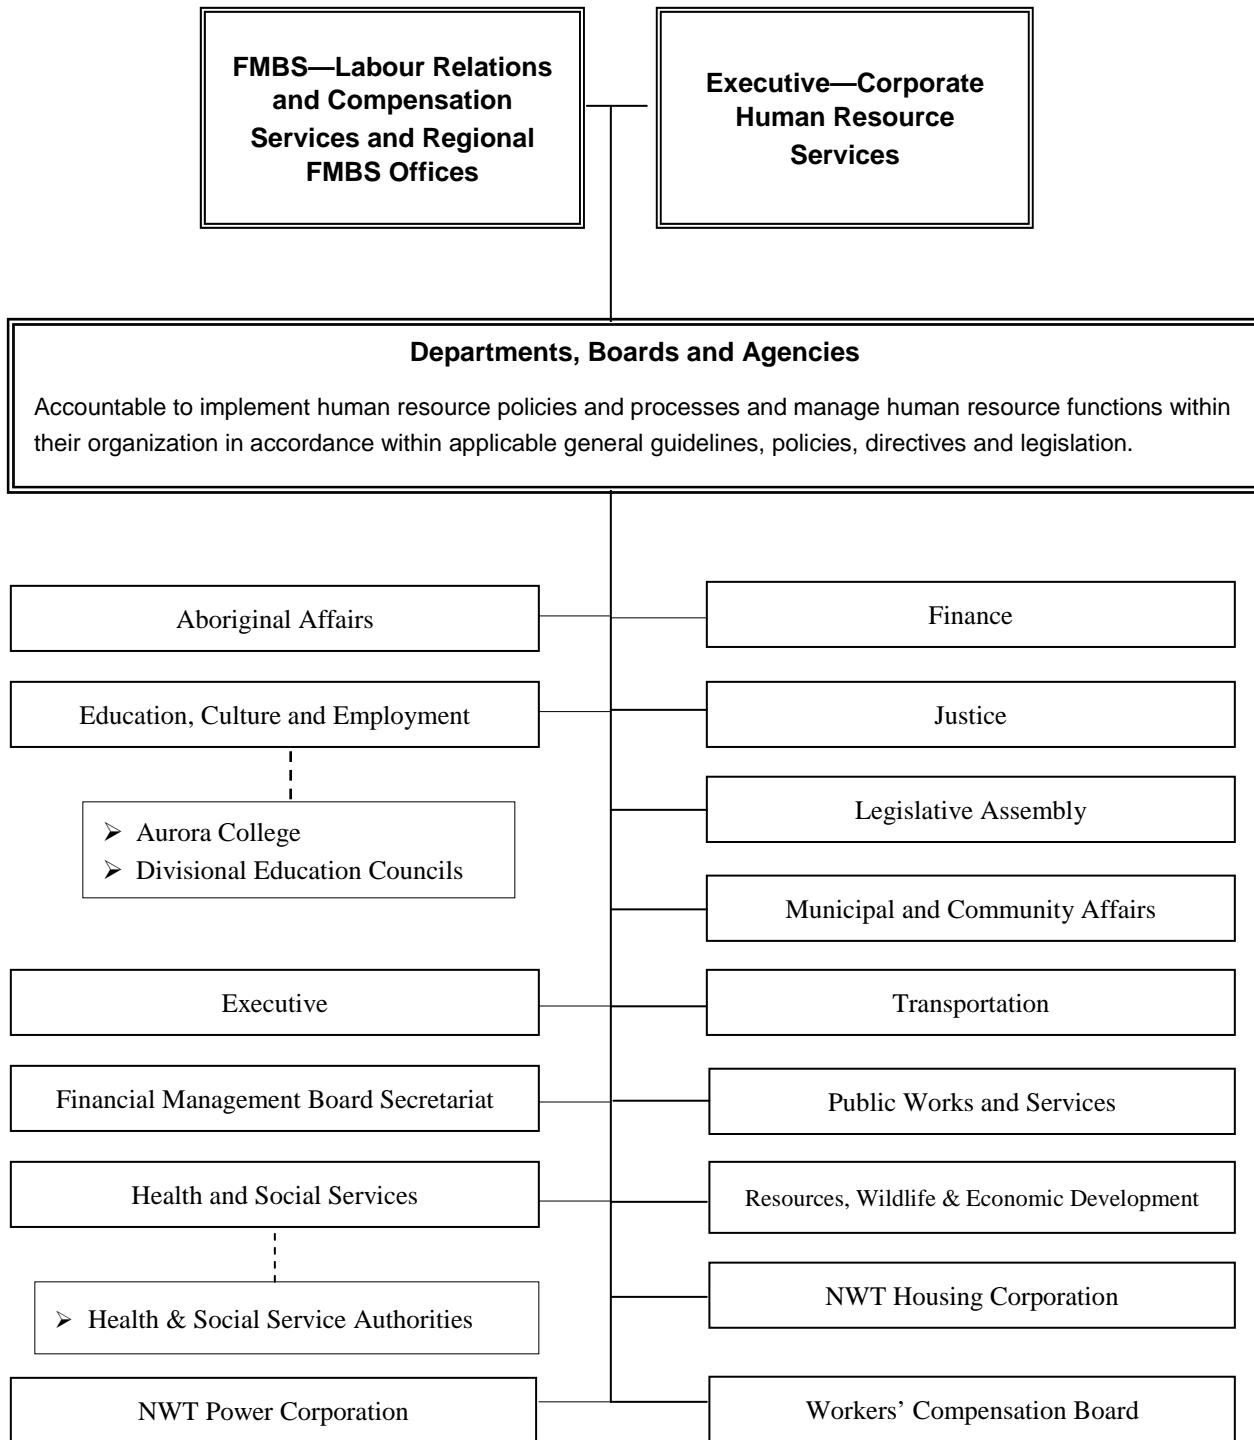 FMBS—Labour Relations
and Compensation
Services and Regional
FMBS Offices
Executive—Corporate
Human Resource
Services
Departments, Boards and Agencies
Accountable to implement human resource policies and processes and manage human resource functions within
their organization in accordance within applicable general guidelines, policies, directives and legislation.
Aboriginal Affairs
Finance
Education, Culture and Employment
Justice
➢ Aurora College
➢ Divisional Education Councils
Legislative Assembly
Municipal and Community Affairs
Executive
Transportation
Financial Management Board Secretariat
Public Works and Services
Health and Social Services
Resources, Wildlife & Economic Development
➢ Health & Social Service Authorities
NWT Housing Corporation
NWT Power Corporation
Workers’ Compensation Board